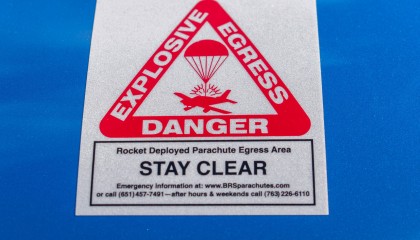 EXPLOSIVE
EGRESS
DANGER
Rocket Deployed Parachute Egress Area
STAY CLEAR
Emergency information at: www.BRSparachutes.com
or call (651)457-7491—after hours & weekends call (763)226-6110